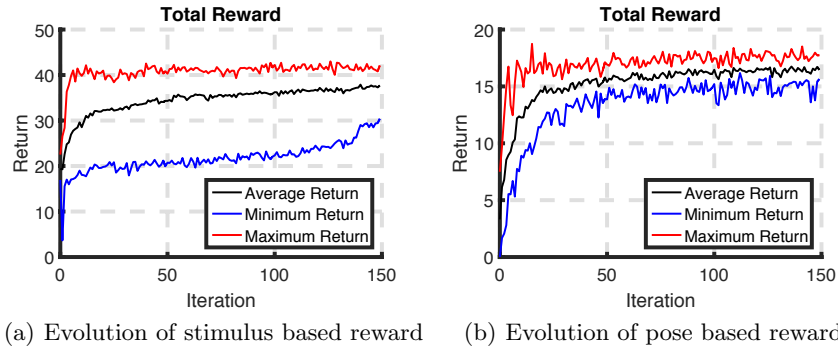 Total Reward
50
40
30
20
10
0
0
50
100
150
Return
Iteration
Average Return
Minimum Return
Maximum Return
(a) Evolution of stimulus based reward
Total Reward
20
15
10
5
0
0
50
100
150
Return
Iteration
Average Return
Minimum Return
Maximum Return
(b) Evolution of pose based reward